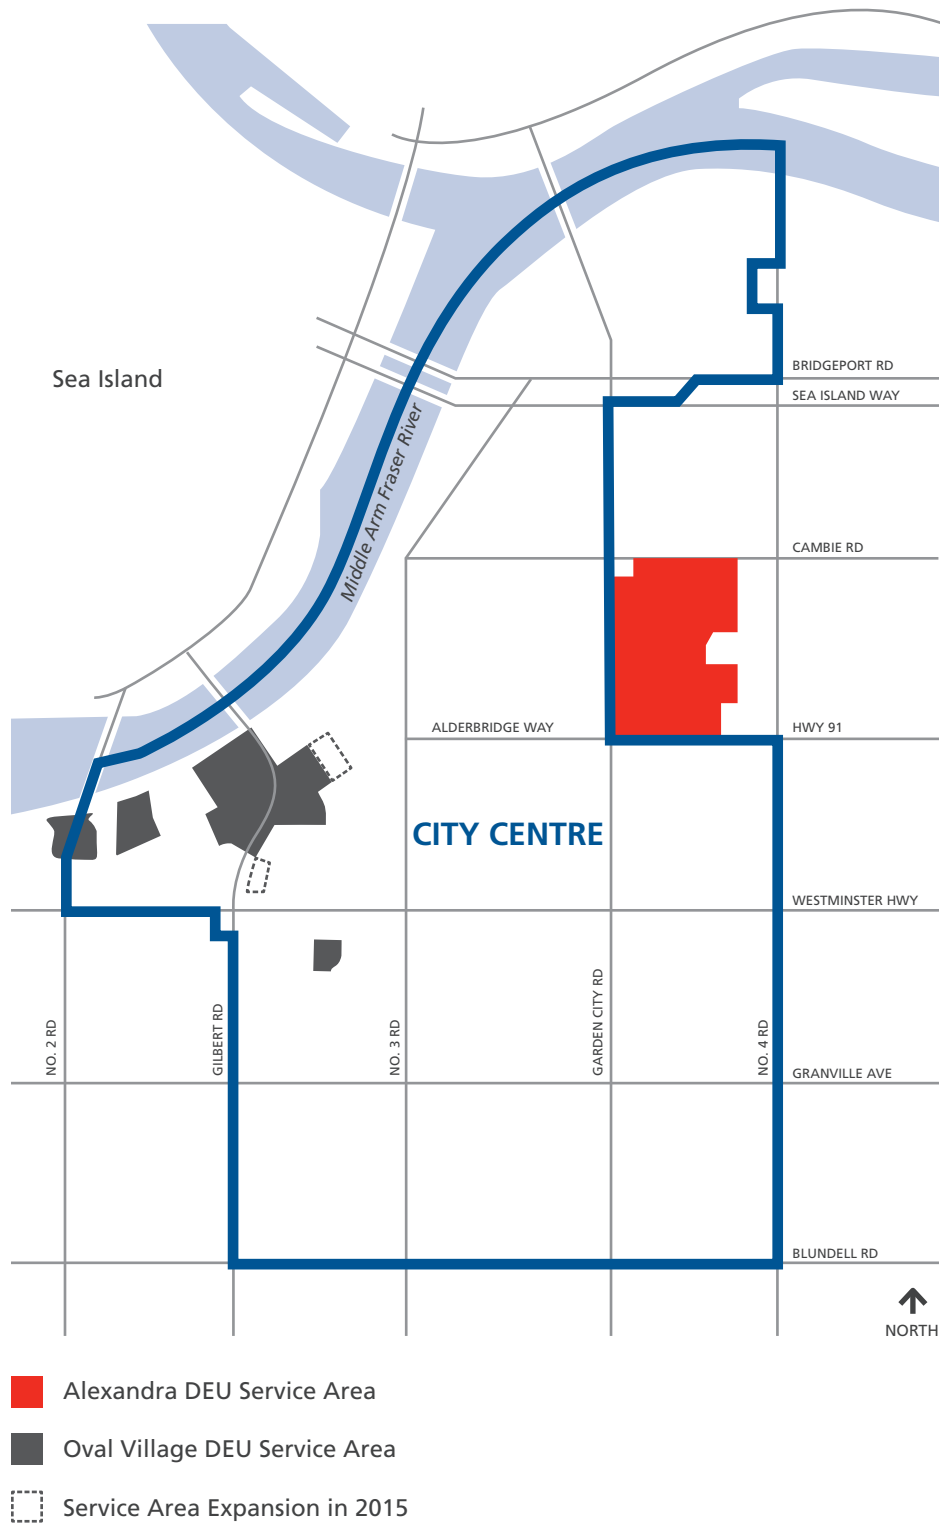 BRIDGEPORT RD
Sea Island
SEA ISLAND WAY
Middle Arm Fraser River
CAMBIE RD
ALDERBRIDGE WAY
HWY 91
CITY CENTRE
WESTMINSTER HWY
NO. 2 RD
GILBERT RD
NO. 3 RD
GARDEN CITY RD
NO. 4 RD
GRANVILLE AVE
BLUNDELL RD
NORTH
Alexandra DEU Service Area
Oval Village DEU Service Area
Service Area Expansion in 2015